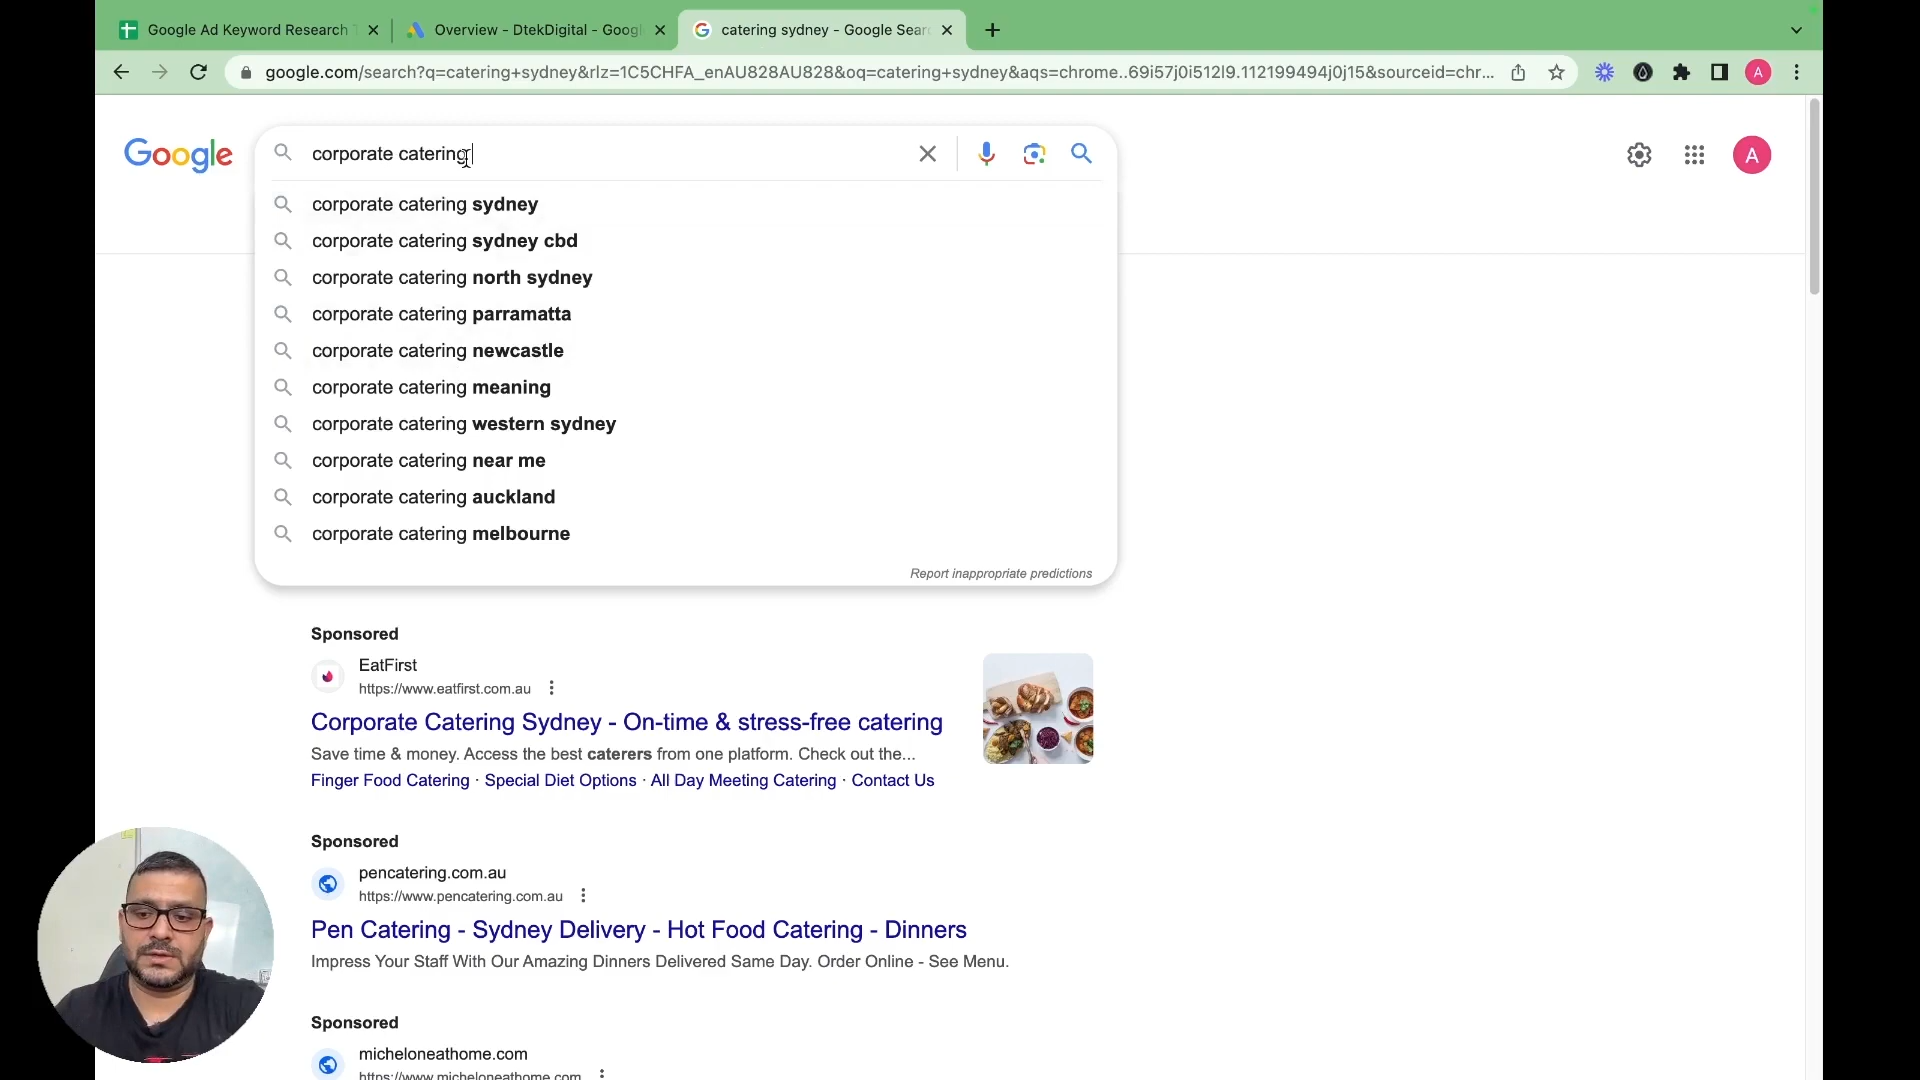 Google Ad Keyword Research T
Overview - DtekDigital - Googl
catering sydney - Google Sear
google.com/search?q=catering+sydney&rlz=1C5CHFA_enAU828AU828&oq=catering+sydney&aqs=chrome..69i57j0i512l9.112199494j0j15&sourceid=chr...
A
Google
corporate catering
A
corporate catering sydney
corporate catering sydney cbd
corporate catering north sydney
corporate catering parramatta
corporate catering newcastle
corporate catering meaning
corporate catering western sydney
corporate catering near me
corporate catering auckland
corporate catering melbourne
Report inappropriate predictions
Sponsored
EatFirst
https://www.eatfirst.com.au
Corporate Catering Sydney - On-time & stress-free catering
Save time & money. Access the best caterers from one platform. Check out the...
Finger Food Catering · Special Diet Options · All Day Meeting Catering · Contact Us
Sponsored
pencatering.com.au
https://www.pencatering.com.au
Pen Catering - Sydney Delivery - Hot Food Catering - Dinners
Impress Your Staff With Our Amazing Dinners Delivered Same Day. Order Online - See Menu.
Sponsored
micheloneathome.com
https://www.micheloneathome.com